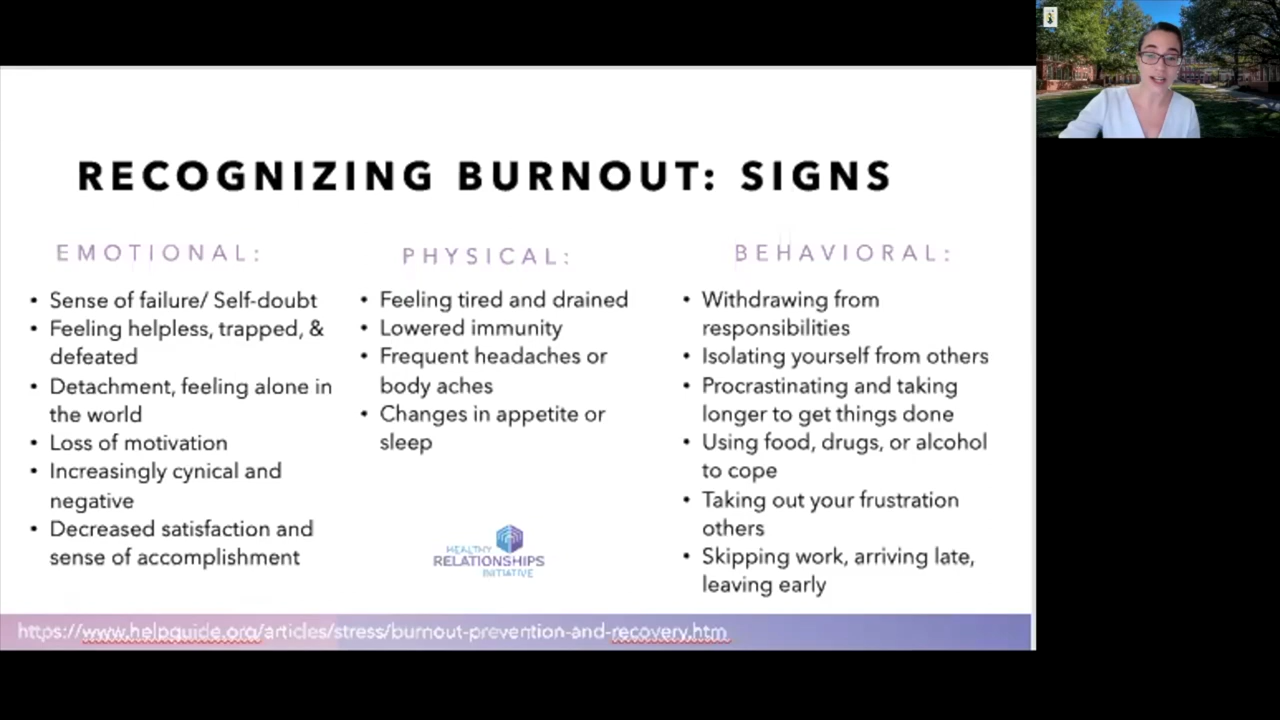 RECOGNIZING BURNOUT: SIGNS
EMOTIONAL:
• Sense of failure/ Self-doubt
• Feeling helpless, trapped, &
defeated
• Detachment, feeling alone in
the world
• Loss of motivation
• Increasingly cynical and
negative
• Decreased satisfaction and
sense of accomplishment
PHYSICAL:
• Feeling tired and drained
• Lowered immunity
• Frequent headaches or
body aches
• Changes in appetite or
sleep
HEALTHY
RELATIONSHIPS
INITIATIVE
BEHAVIORAL:
• Withdrawing from
responsibilities
• Isolating yourself from others
• Procrastinating and taking
longer to get things done
• Using food, drugs, or alcohol
to cope
• Taking out your frustration
others
• Skipping work, arriving late,
leaving early
https://www.helpguide.org/articles/stress/burnout-prevention-and-recovery.htm